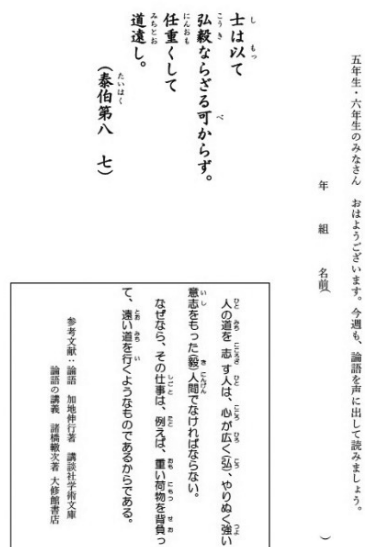 五年生・六年生のみなさん　おはようございます。今週も、論語を声に出して読みましょう。
年　組　名前(　)
士は以て
弘毅ならざる可からず。
任重くして
道遠し。
（泰伯第八　七）
人の道を志す人は、心が広く(弘)、やりぬく強い
意志をもった(毅)人間でなければならない。
なぜなら、その仕事は、例えば、重い荷物を背負っ
て、遠い道を行くようなものであるからである。
参考文献：論語　加地伸行著　講談社学術文庫
論語の講義　諸橋轍次著　大修館書店